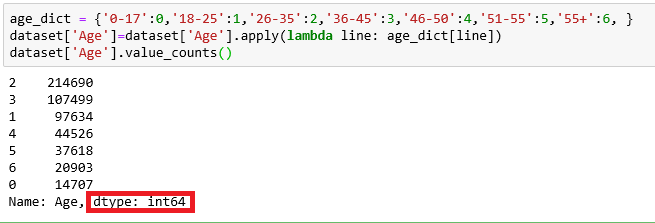 age_dict = {'0-17':0,'18-25':1,'26-35':2,'36-45':3,'46-50':4,'51-55':5,'55+':6, }
dataset['Age']=dataset['Age'].apply(lambda line: age_dict[line])
dataset['Age'].value_counts()
2    214690
3    107499
1     97634
4     44526
5     37618
6     20903
0     14707
Name: Age, dtype: int64